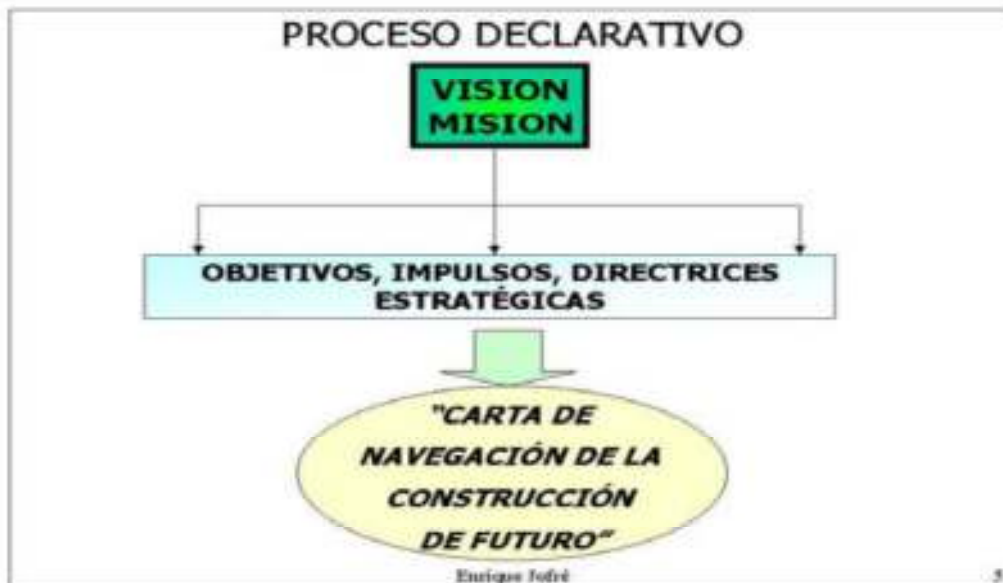 PROCESO DECLARATIVO
VISION
MISION
OBJETIVOS, IMPULSOS, DIRECTRICES
ESTRATÉGICAS
"CARTA DE
NAVEGACIÓN DE LA
CONSTRUCCIÓN
DE FUTURO"
Enrique Jofré